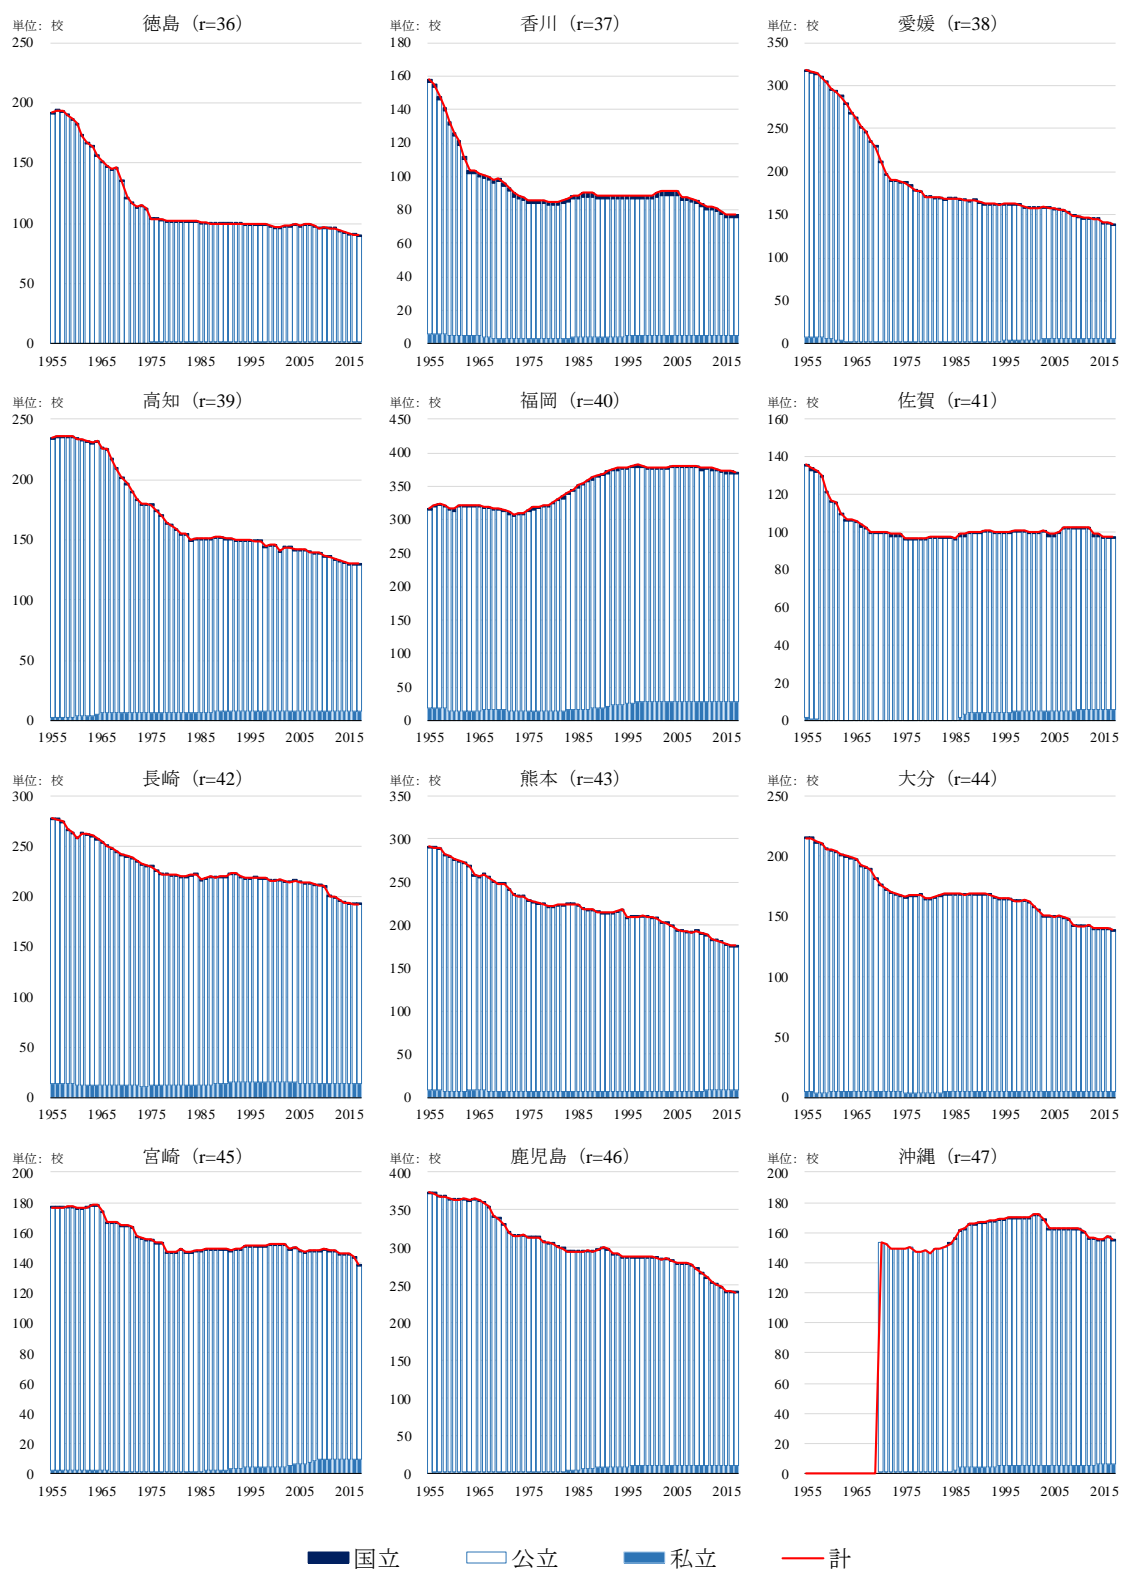 単位：校 徳島（r=36） 単位：校 香川（r=37） 単位：校 愛媛（r=38）
250 180 350
200 160 300
150 140 250
100 120 200
50 100 150
0 80 100
60 50
40 0
20
0
1955 1965 1975 1985 1995 2005 2015 1955 1965 1975 1985 1995 2005 2015 1955 1965 1975 1985 1995 2005 2015
単位：校 高知（r=39） 単位：校 福岡（r=40） 単位：校 佐賀（r=41）
250 450 160
200 400 140
150 350 120
100 300 100
50 250 80
0 200 60
150 40
100 20
50 0
0
1955 1965 1975 1985 1995 2005 2015 1955 1965 1975 1985 1995 2005 2015 1955 1965 1975 1985 1995 2005 2015
単位：校 長崎（r=42） 単位：校 熊本（r=43） 単位：校 大分（r=44）
300 350 250
250 300 200
200 250 150
150 200 100
100 150 50
50 100 0
0 50
0
1955 1965 1975 1985 1995 2005 2015 1955 1965 1975 1985 1995 2005 2015 1955 1965 1975 1985 1995 2005 2015
単位：校 宮崎（r=45） 単位：校 鹿児島（r=46） 単位：校 沖縄（r=47）
200 400 200
180 350 180
160 300 160
140 250 140
120 200 120
100 150 100
80 100 80
60 50 60
40 0 40
20 20
0 0
1955 1965 1975 1985 1995 2005 2015 1955 1965 1975 1985 1995 2005 2015 1955 1965 1975 1985 1995 2005 2015
国立 公立 私立 計